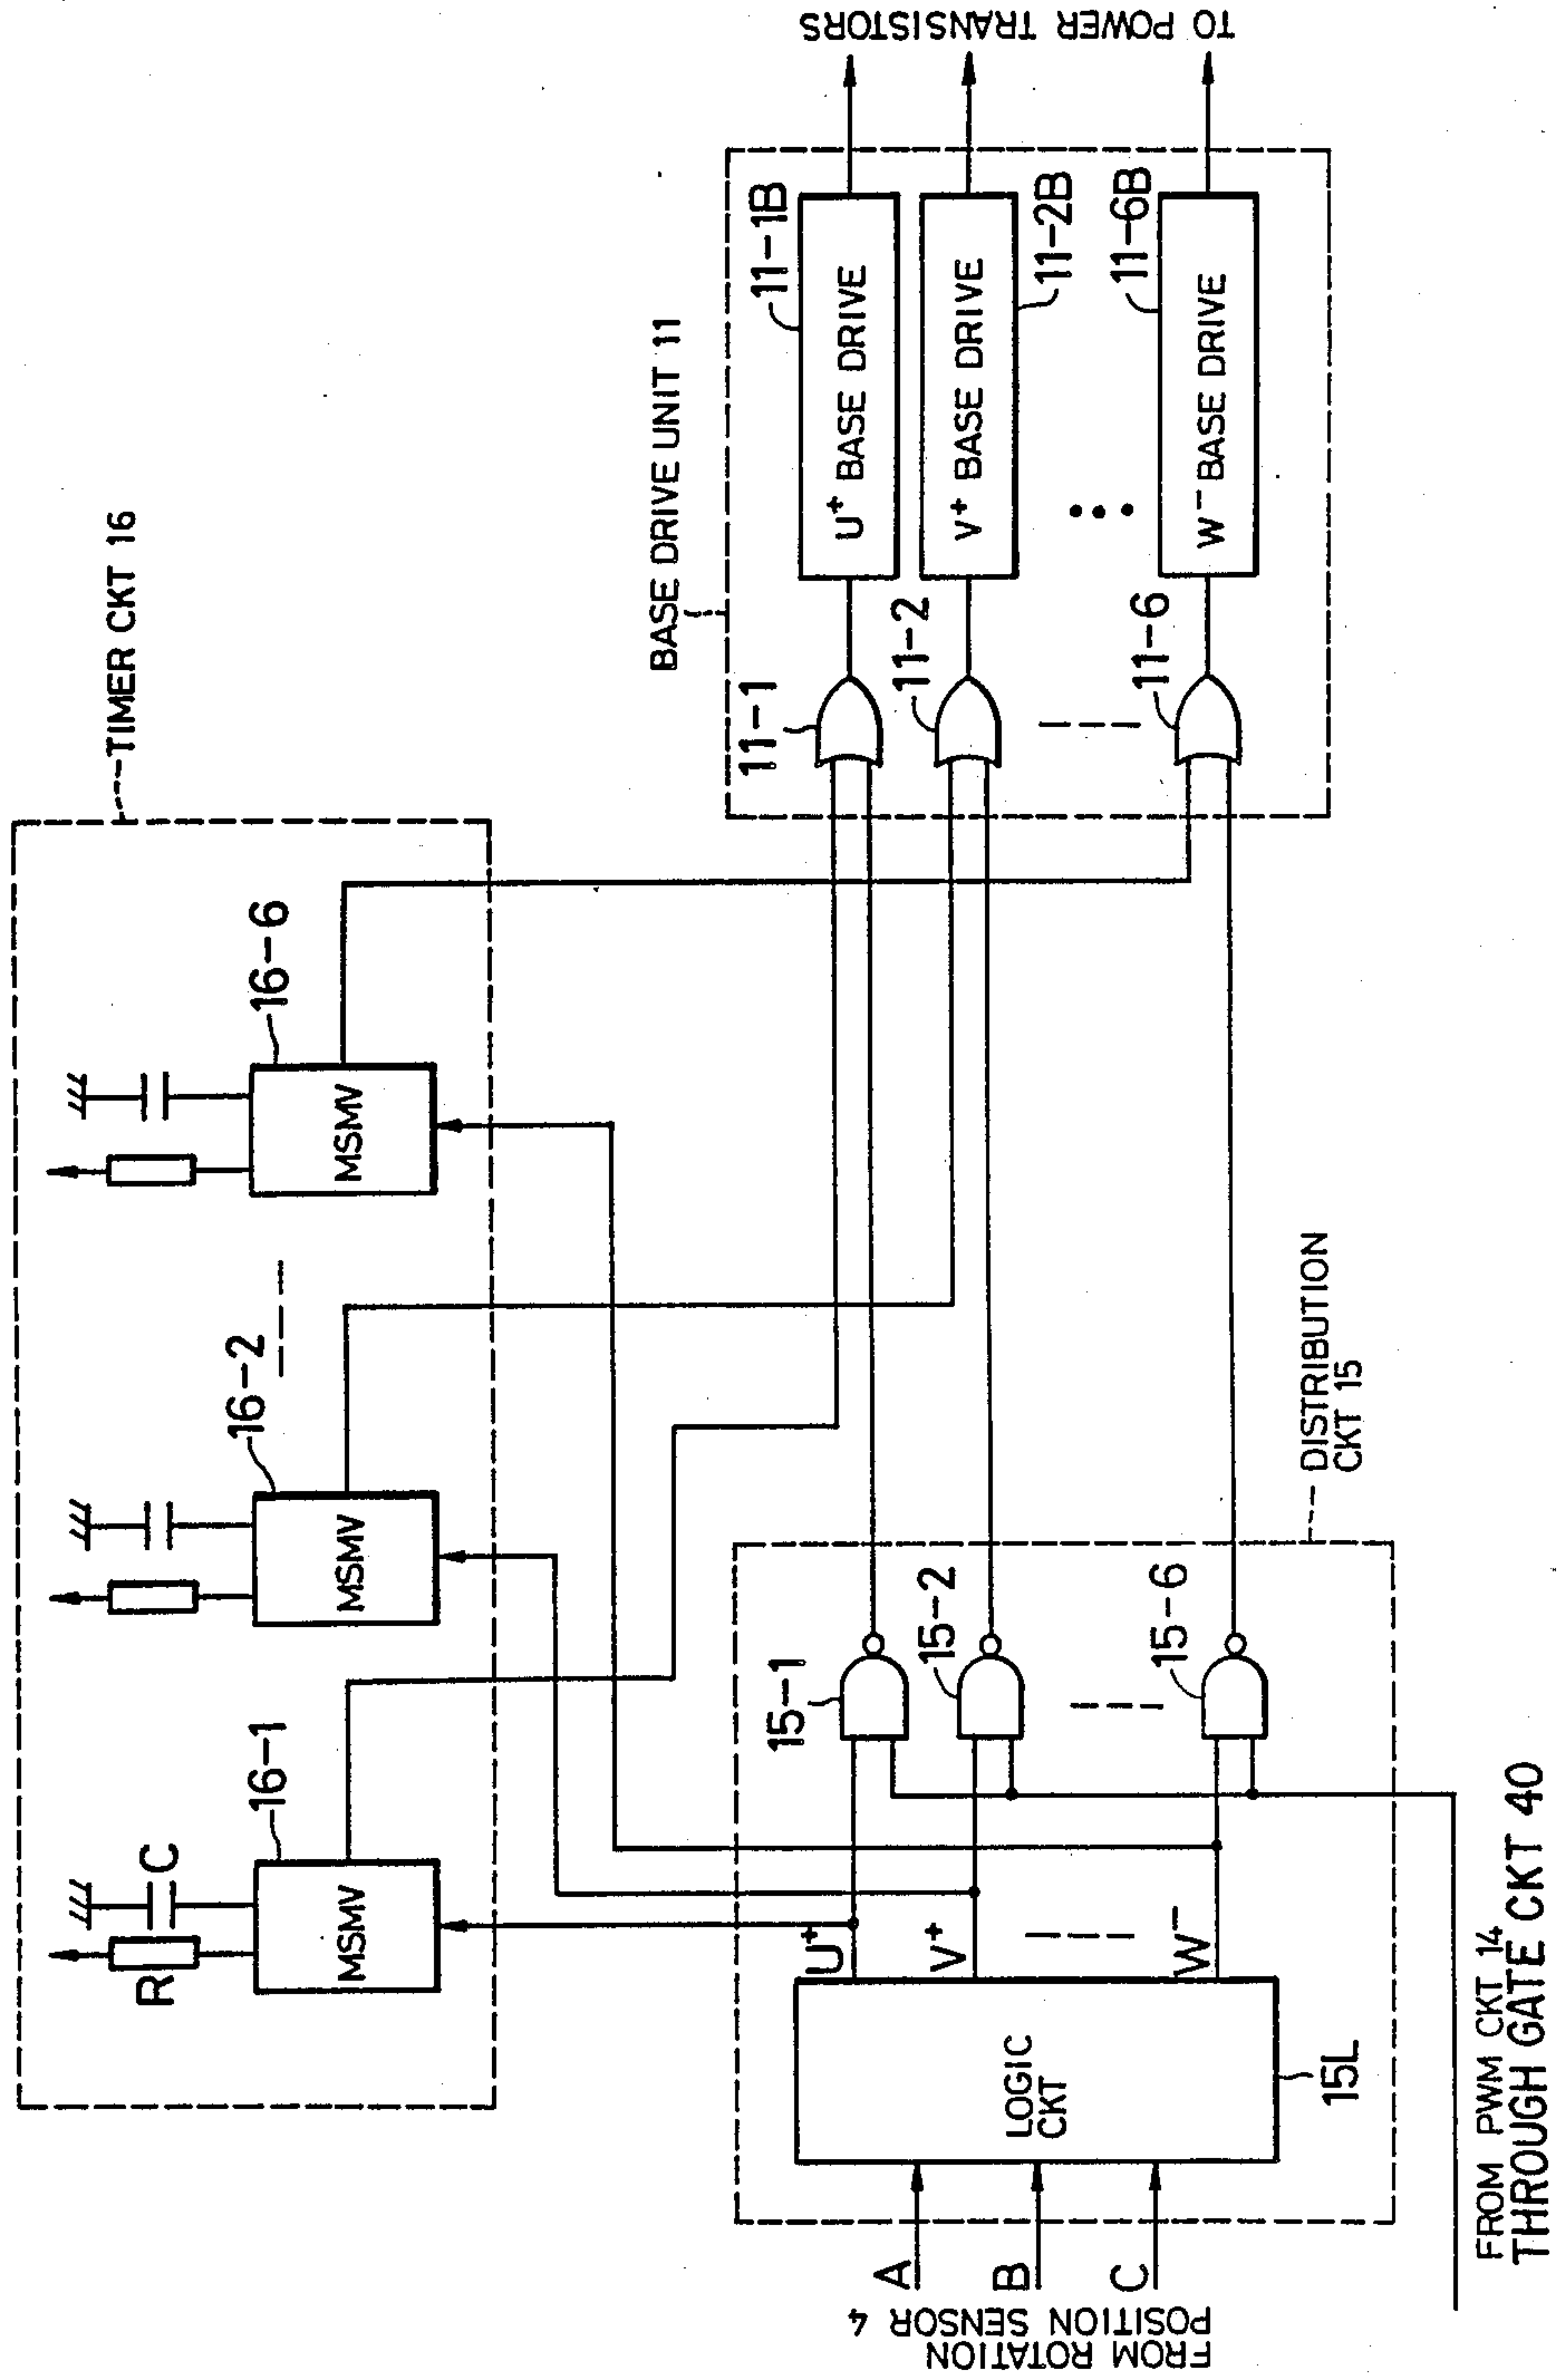 TIMER CKT 16
R
C
16-1
16-2
16-6
MSMV
MSMV
MSMV
BASE DRIVE UNIT 11
11-1
11-1B
U+ BASE DRIVE
11-2
V+ BASE DRIVE
11-2B
11-6
11-6B
W- BASE DRIVE
TO POWER TRANSISTORS
FROM ROTATION
POSITION SENSOR 4
A
B
C
LOGIC
CKT
15L
U+
V+
W-
15-1
15-2
15-6
DISTRIBUTION
CKT 15
FROM PWM CKT 14
THROUGH GATE CKT 40